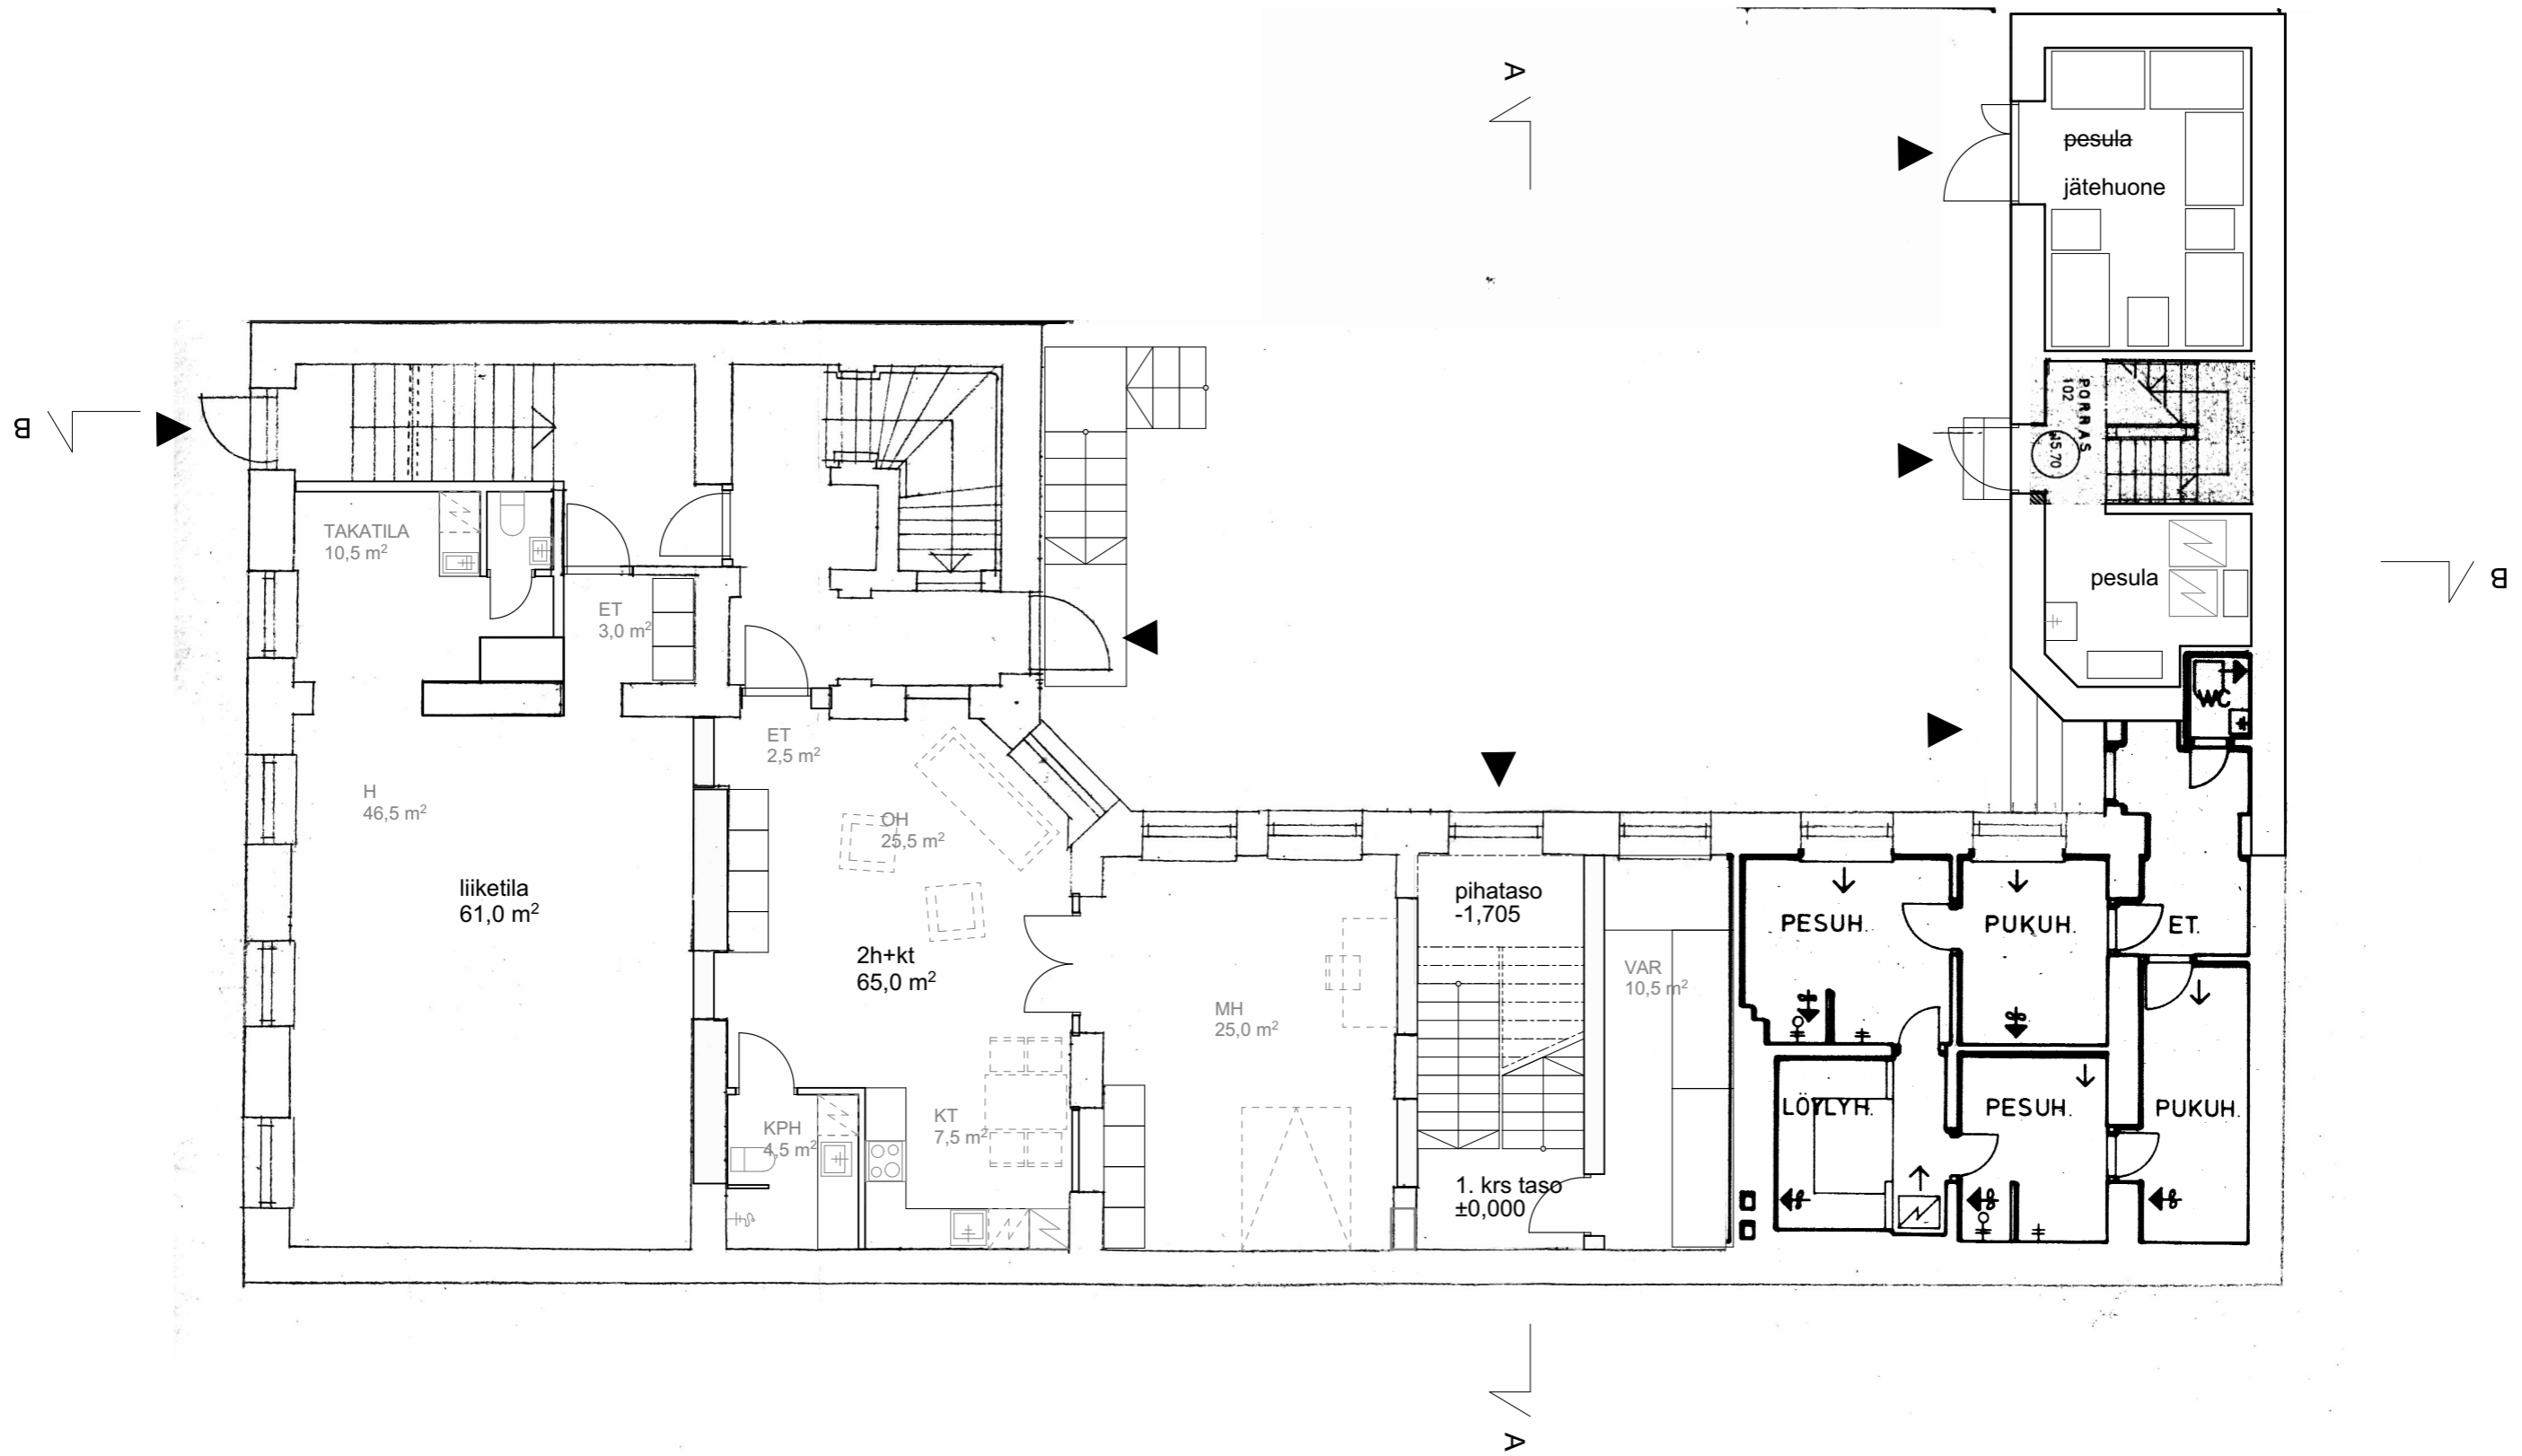 A
pesula
jätehuone
PORRAS
102
+15.70
B
B
TAKATILA
10,5 m²
ET
3,0 m²
pesula
WC
ET
2,5 m²
H
46,5 m²
OH
25,5 m²
liiketila
61,0 m²
2h+kt
65,0 m²
pihataso
-1,705
PESUH.
PUKUH.
ET.
VAR
10,5 m²
MH
25,0 m²
KPH
4,5 m²
KT
7,5 m²
LÖYLYH.
PESUH.
PUKUH.
1. krs taso
±0,000
A